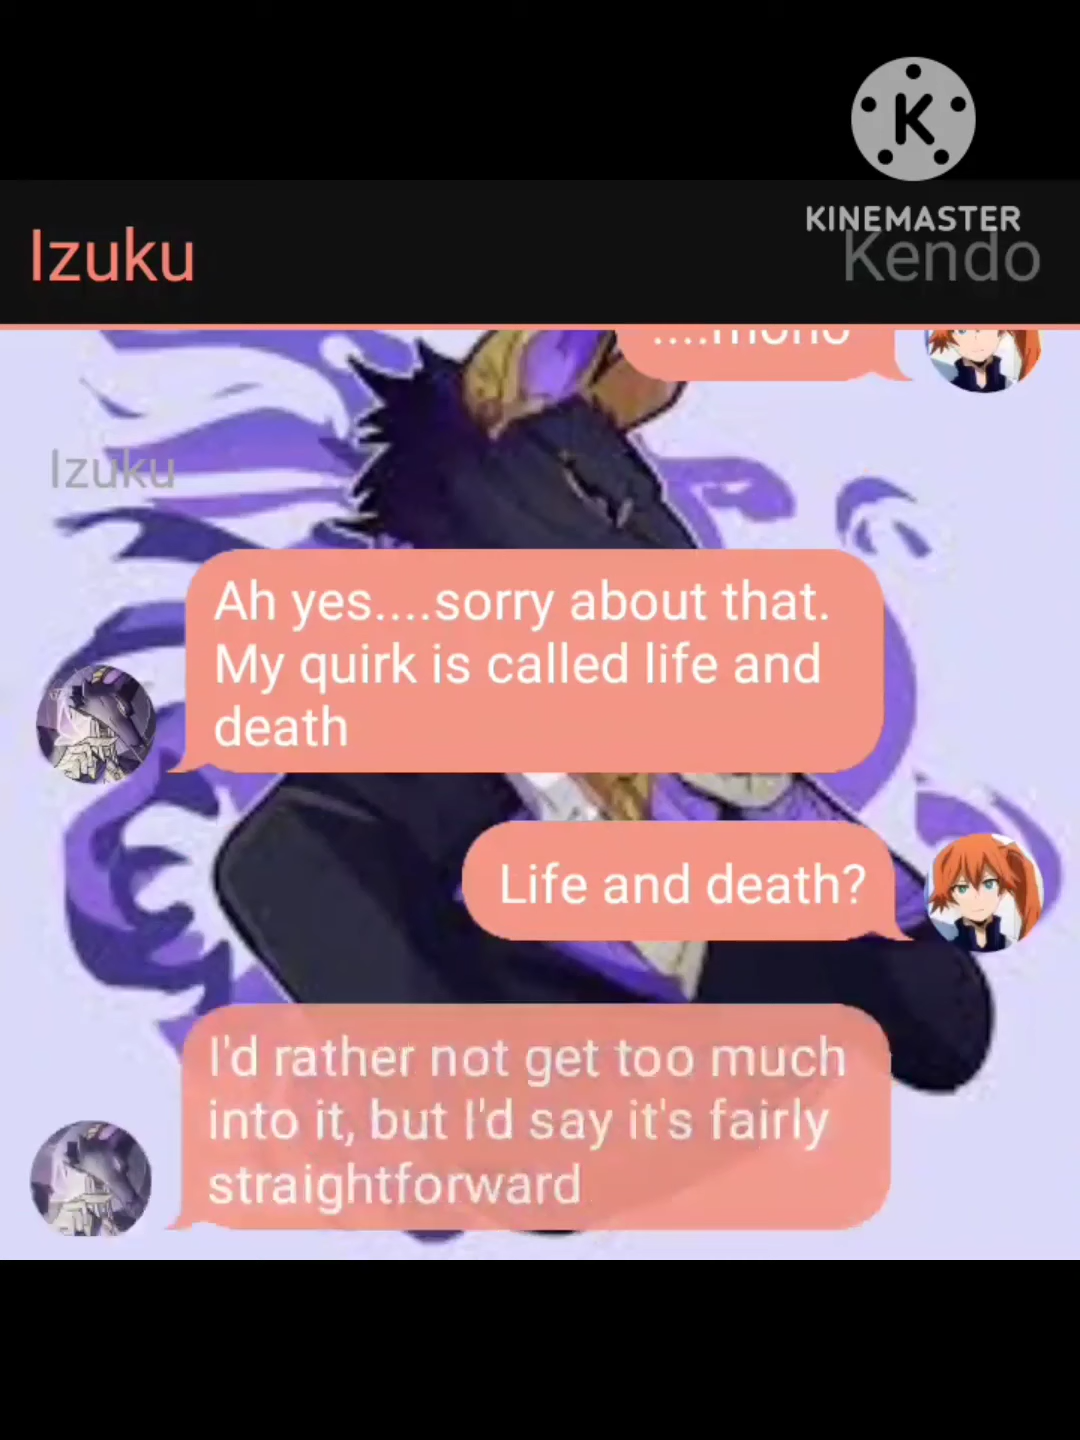 K
KINEMASTER
Izuku
Kendo
....mono
Izuku
Ah yes....sorry about that.
My quirk is called life and
death
Life and death?
I'd rather not get too much
into it, but I'd say it's fairly
straightforward